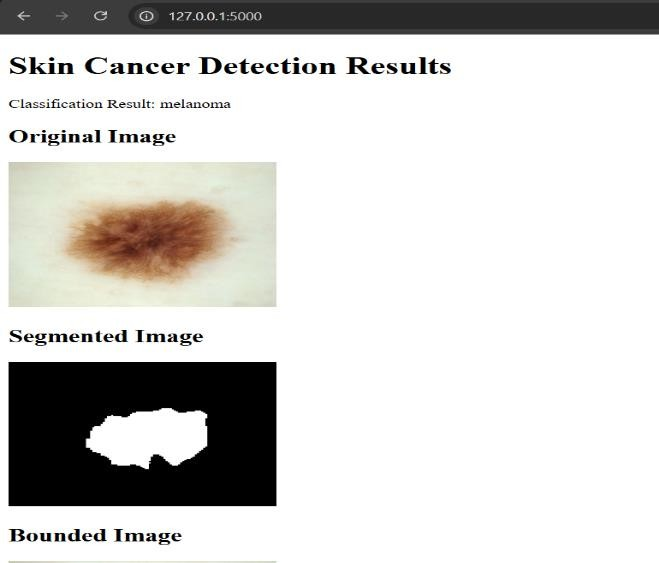 127.0.0.1:5000
Skin Cancer Detection Results
Classification Result: melanoma
Original Image
Segmented Image
Bounded Image